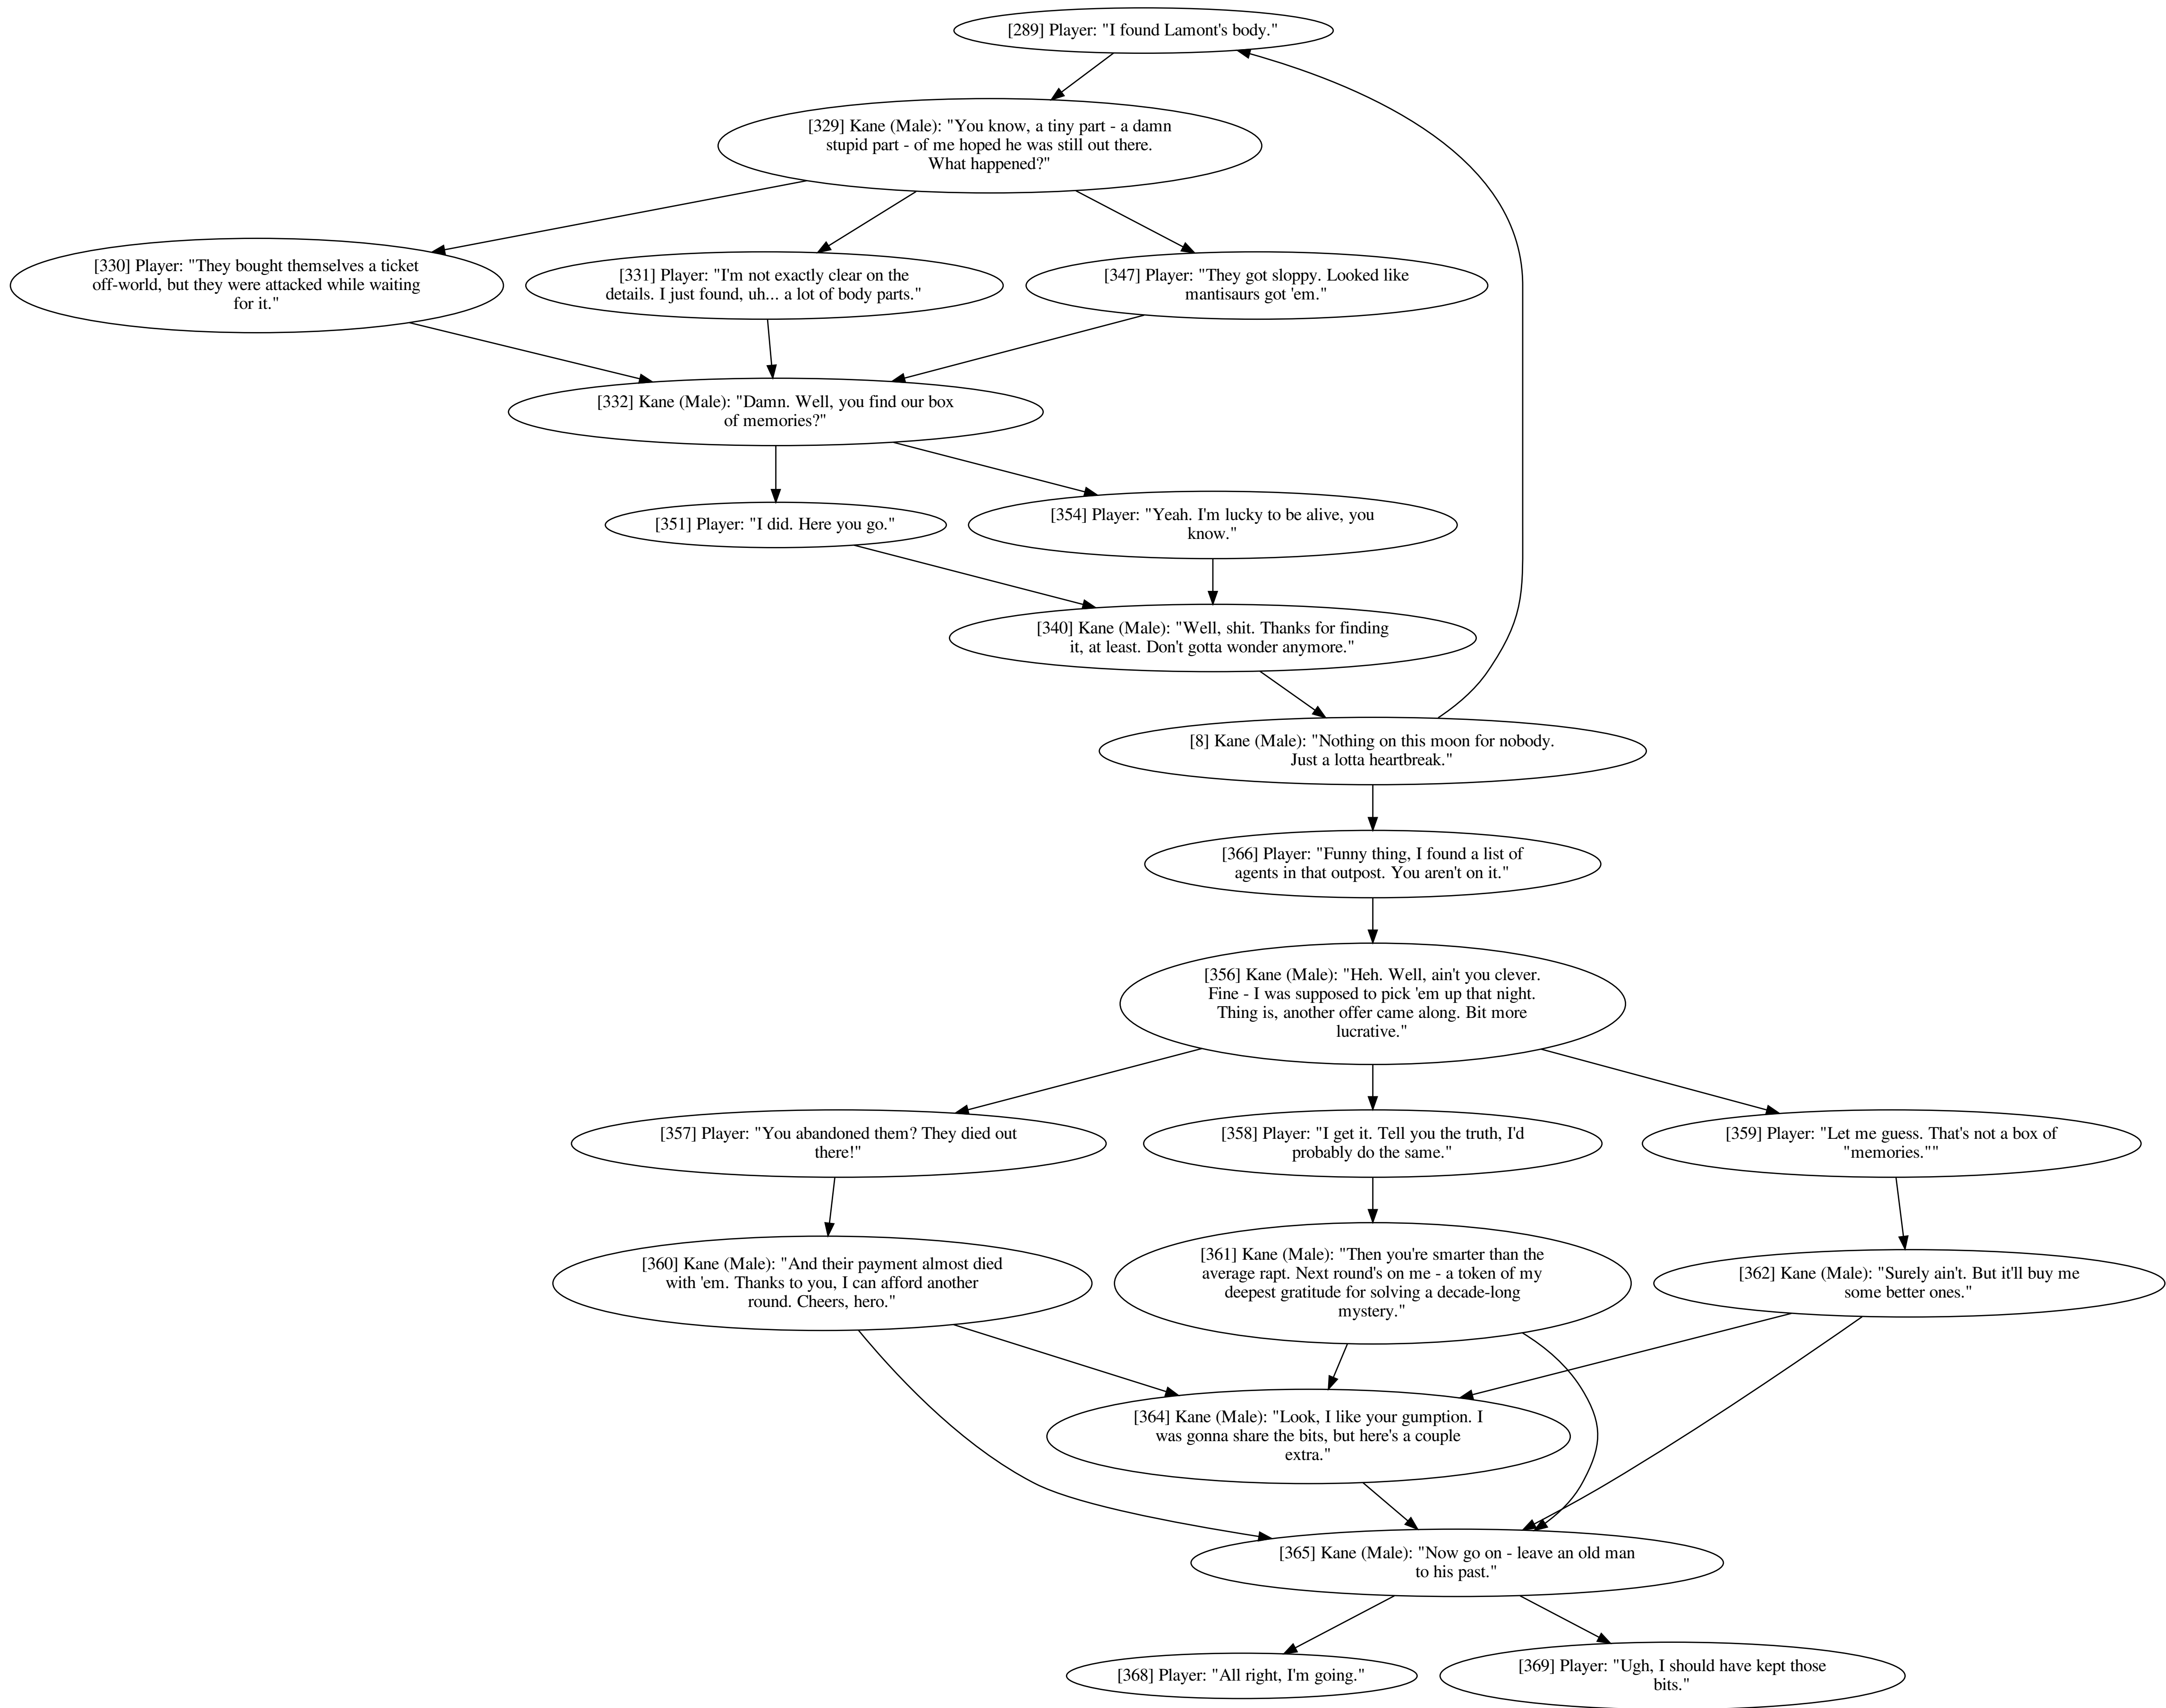 [289] Player: "I found Lamont's body."
[329] Kane (Male): "You know, a tiny part - a damn
stupid part - of me hoped he was still out there.
What happened?"
[330] Player: "They bought themselves a ticket
off-world, but they were attacked while waiting
for it."
[331] Player: "I'm not exactly clear on the
details. I just found, uh... a lot of body parts."
[347] Player: "They got sloppy. Looked like
mantisaurs got 'em."
[332] Kane (Male): "Damn. Well, you find our box
of memories?"
[351] Player: "I did. Here you go."
[354] Player: "Yeah. I'm lucky to be alive, you
know."
[340] Kane (Male): "Well, shit. Thanks for finding
it, at least. Don't gotta wonder anymore."
[8] Kane (Male): "Nothing on this moon for nobody.
Just a lotta heartbreak."
[366] Player: "Funny thing, I found a list of
agents in that outpost. You aren't on it."
[356] Kane (Male): "Heh. Well, ain't you clever.
Fine - I was supposed to pick 'em up that night.
Thing is, another offer came along. Bit more
lucrative."
[357] Player: "You abandoned them? They died out
there!"
[358] Player: "I get it. Tell you the truth, I'd
probably do the same."
[359] Player: "Let me guess. That's not a box of
"memories.""
[360] Kane (Male): "And their payment almost died
with 'em. Thanks to you, I can afford another
round. Cheers, hero."
[361] Kane (Male): "Then you're smarter than the
average rapt. Next round's on me - a token of my
deepest gratitude for solving a decade-long
mystery."
[362] Kane (Male): "Surely ain't. But it'll buy me
some better ones."
[364] Kane (Male): "Look, I like your gumption. I
was gonna share the bits, but here's a couple
extra."
[365] Kane (Male): "Now go on - leave an old man
to his past."
[368] Player: "All right, I'm going."
[369] Player: "Ugh, I should have kept those
bits."